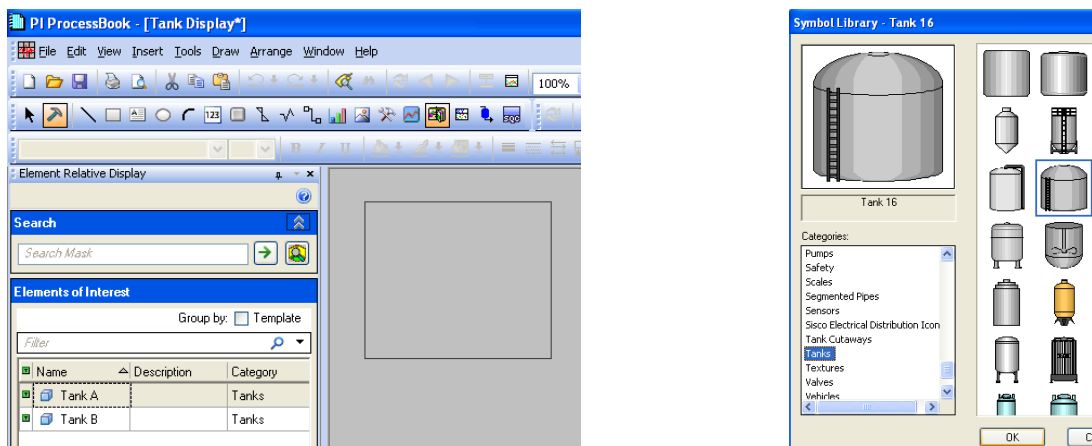 PI ProcessBook - [Tank Display*]
File Edit View Insert Tools Draw Arrange Window Help
100%
123
SQC
B I U
Element Relative Display
Search
Search Mask
Elements of Interest
Group by: Template
Filter
Name Description Category
Tank A Tanks
Tank B Tanks
Symbol Library - Tank 16
Tank 16
Categories:
Pumps
Safety
Scales
Segmented Pipes
Sensors
Sisco Electrical Distribution Icon
Tank Cutaways
Tanks
Textures
Valves
Vehicles
OK
C